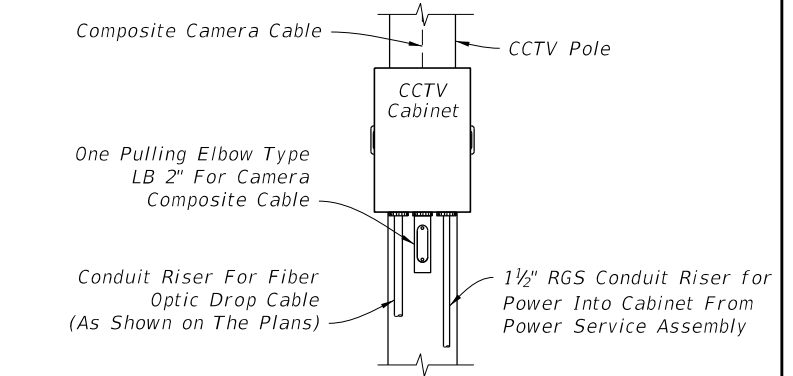 Composite Camera Cable
CCTV Pole
CCTV
Cabinet
One Pulling Elbow Type
LB 2" For Camera
Composite Cable
Conduit Riser For Fiber
Optic Drop Cable
(As Shown on The Plans)
1½" RGS Conduit Riser for
Power Into Cabinet From
Power Service Assembly